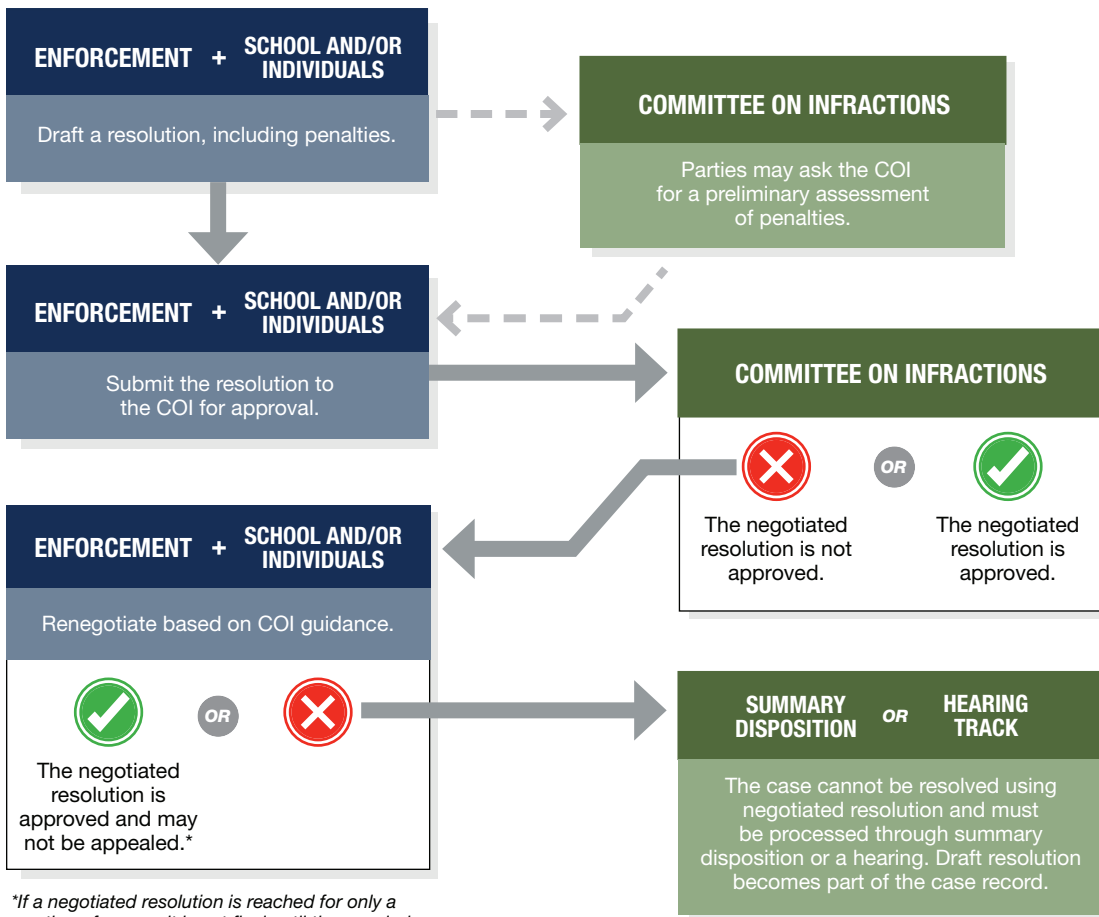 ENFORCEMENT + SCHOOL AND/OR
INDIVIDUALS
Draft a resolution, including penalties.
COMMITTEE ON INFRACTIONS
Parties may ask the COI
for a preliminary assessment
of penalties.
ENFORCEMENT + SCHOOL AND/OR
INDIVIDUALS
Submit the resolution to
the COI for approval.
COMMITTEE ON INFRACTIONS
OR
The negotiated
resolution is not
approved.
The negotiated
resolution is
approved.
ENFORCEMENT + SCHOOL AND/OR
INDIVIDUALS
Renegotiate based on COI guidance.
OR
The negotiated
resolution is
approved and may
not be appealed.*
SUMMARY
DISPOSITION
OR
HEARING
TRACK
The case cannot be resolved using
negotiated resolution and must
be processed through summary
disposition or a hearing. Draft resolution
becomes part of the case record.
*If a negotiated resolution is reached for only a